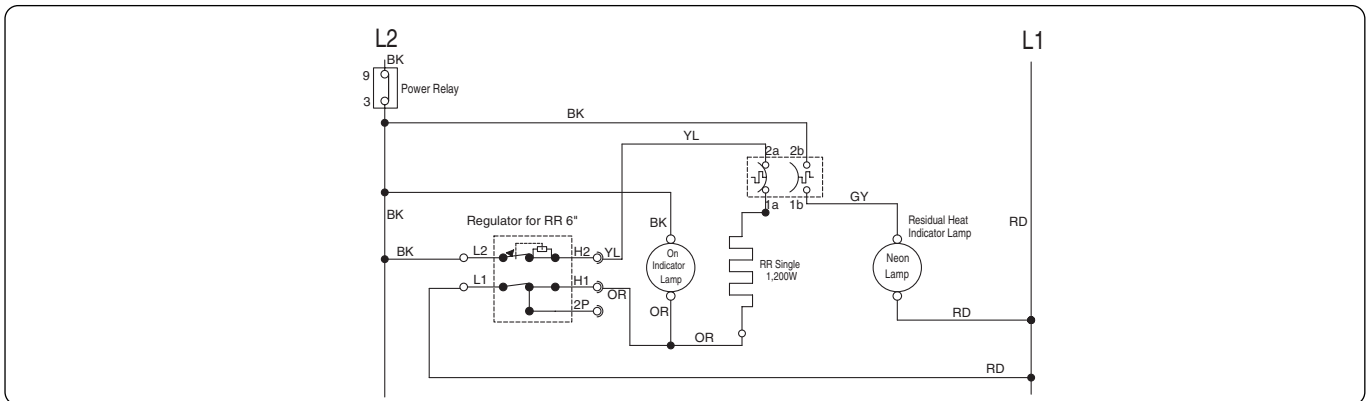 L2
L1
BK
9
Power Relay
3
BK
YL
2a 2b
1a 1b
GY
BK
Regulator for RR 6"
BK
Residual Heat
Indicator Lamp
RD
BK
L2
H2
YL
On
Indicator
Lamp
RR Single
1,200W
Neon
Lamp
L1
H1
OR
2P
OR
RD
OR
RD